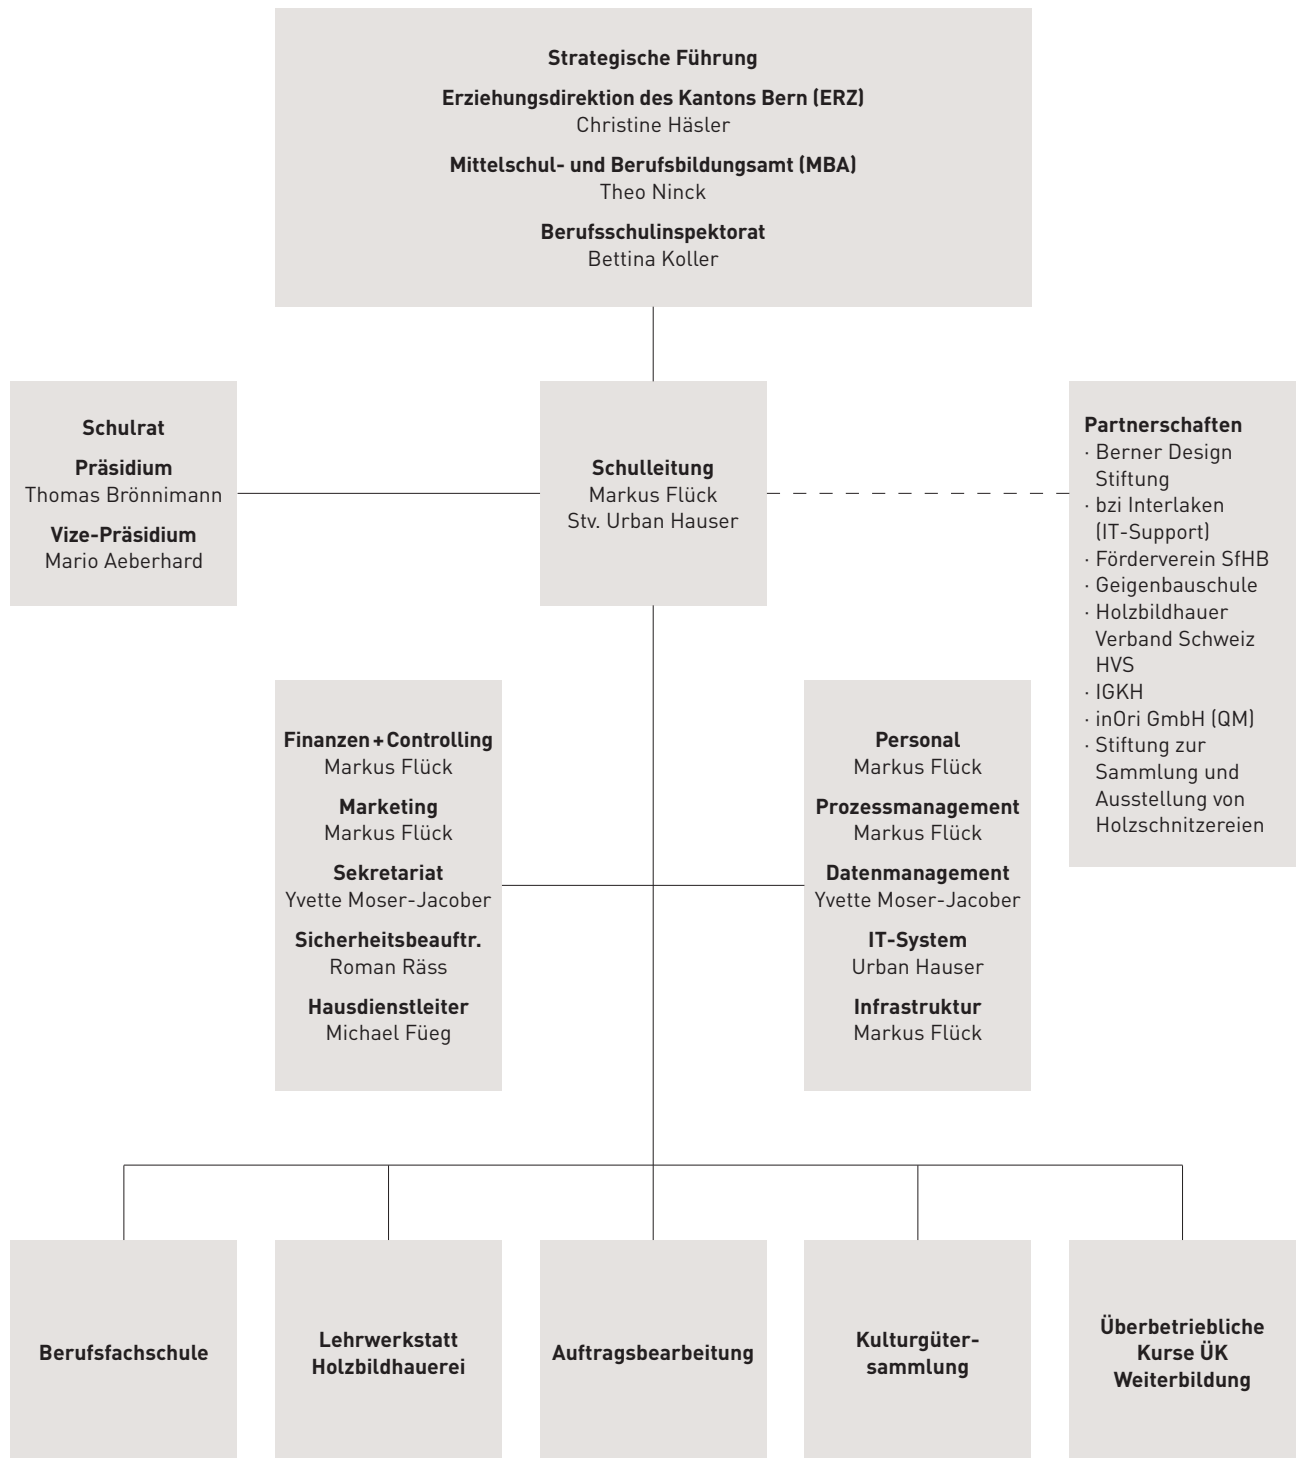 Strategische Führung
Erziehungsdirektion des Kantons Bern (ERZ)
Christine Häsler
Mittelschul- und Berufsbildungsamt (MBA)
Theo Ninck
Berufsschulinspektorat
Bettina Koller
Schulrat
Präsidium
Thomas Brönnimann
Vize-Präsidium
Mario Aeberhard
Schulleitung
Markus Flück
Stv. Urban Hauser
Partnerschaften
· Berner Design
Stiftung
· bzi Interlaken
(IT-Support)
· Förderverein SfHB
· Geigenbauschule
· Holzbildhauer
Verband Schweiz
HVS
· IGKH
· inOri GmbH (QM)
· Stiftung zur
Sammlung und
Ausstellung von
Holzschnitzereien
Finanzen + Controlling
Markus Flück
Marketing
Markus Flück
Sekretariat
Yvette Moser-Jacober
Sicherheitsbeauftr.
Roman Räss
Hausdienstleiter
Michael Füeg
Personal
Markus Flück
Prozessmanagement
Markus Flück
Datenmanagement
Yvette Moser-Jacober
IT-System
Urban Hauser
Infrastruktur
Markus Flück
Berufsfachschule
Lehrwerkstatt
Holzbildhauerei
Auftragsbearbeitung
Kulturgüter-
sammlung
Überbetriebliche
Kurse ÜK
Weiterbildung